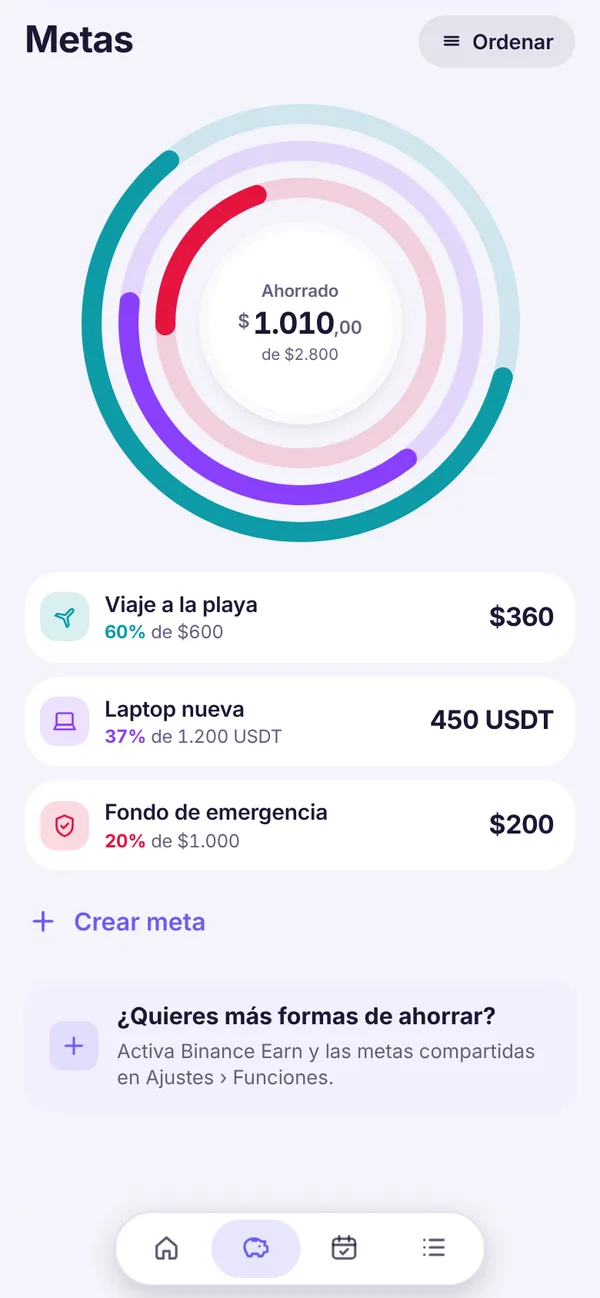 Metas
Ordenar
Ahorrado
$1.010,00
de $2.800
Viaje a la playa
60% de $600
$360
Laptop nueva
37% de 1.200 USDT
450 USDT
Fondo de emergencia
20% de $1.000
$200
Crear meta
¿Quieres más formas de ahorrar?
Activa Binance Earn y las metas compartidas
en Ajustes › Funciones.